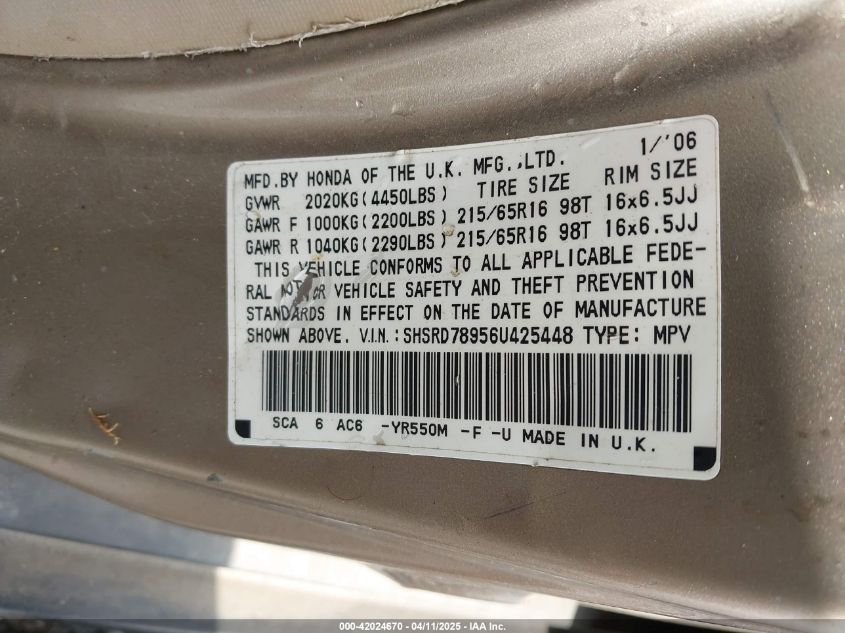 MFD.BY HONDA OF THE U.K. MFG.,LTD. 1/'06
GVWR 2020KG(4450LBS) TIRE SIZE RIM SIZE
GAWR F 1000KG(2200LBS) 215/65R16 98T 16x6.5JJ
GAWR R 1040KG(2290LBS) 215/65R16 98T 16x6.5JJ
THIS VEHICLE CONFORMS TO ALL APPLICABLE FEDE-
RAL MOTOR VEHICLE SAFETY AND THEFT PREVENTION
STANDARDS IN EFFECT ON THE DATE OF MANUFACTURE
SHOWN ABOVE. V.I.N.:SHSRD78956U425448 TYPE: MPV
SCA 6 AC6 -YR550M -F -U MADE IN U.K.
000-42024670 - 04/11/2025 - IAA Inc.